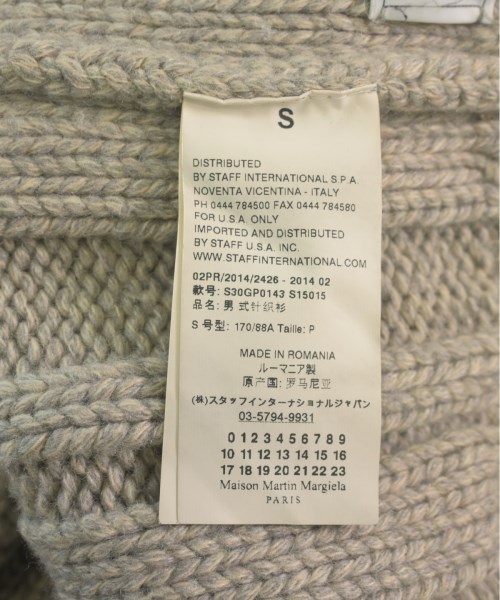 S
DISTRIBUTED
BY STAFF INTERNATIONAL S.P.A.
NOVENTA VICENTINA - ITALY
PH 0444 784500 FAX 0444 784580
FOR U.S.A. ONLY
IMPORTED AND DISTRIBUTED
BY STAFF U.S.A. INC.
WWW.STAFFINTERNATIONAL.COM
02PR/2014/2426 - 2014 02
款号: S30GP0143 S15015
品名: 男式针织衫
S 号型: 170/88A Taille: P
MADE IN ROMANIA
ルーマニア製
原产国: 罗马尼亚
(株)スタッフインターナショナルジャパン
03-5794-9931
0 1 2 3 4 5 6 7 8 9
10 11 12 13 14 15 16
17 18 19 20 21 22 23
Maison Martin Margiela
PARIS